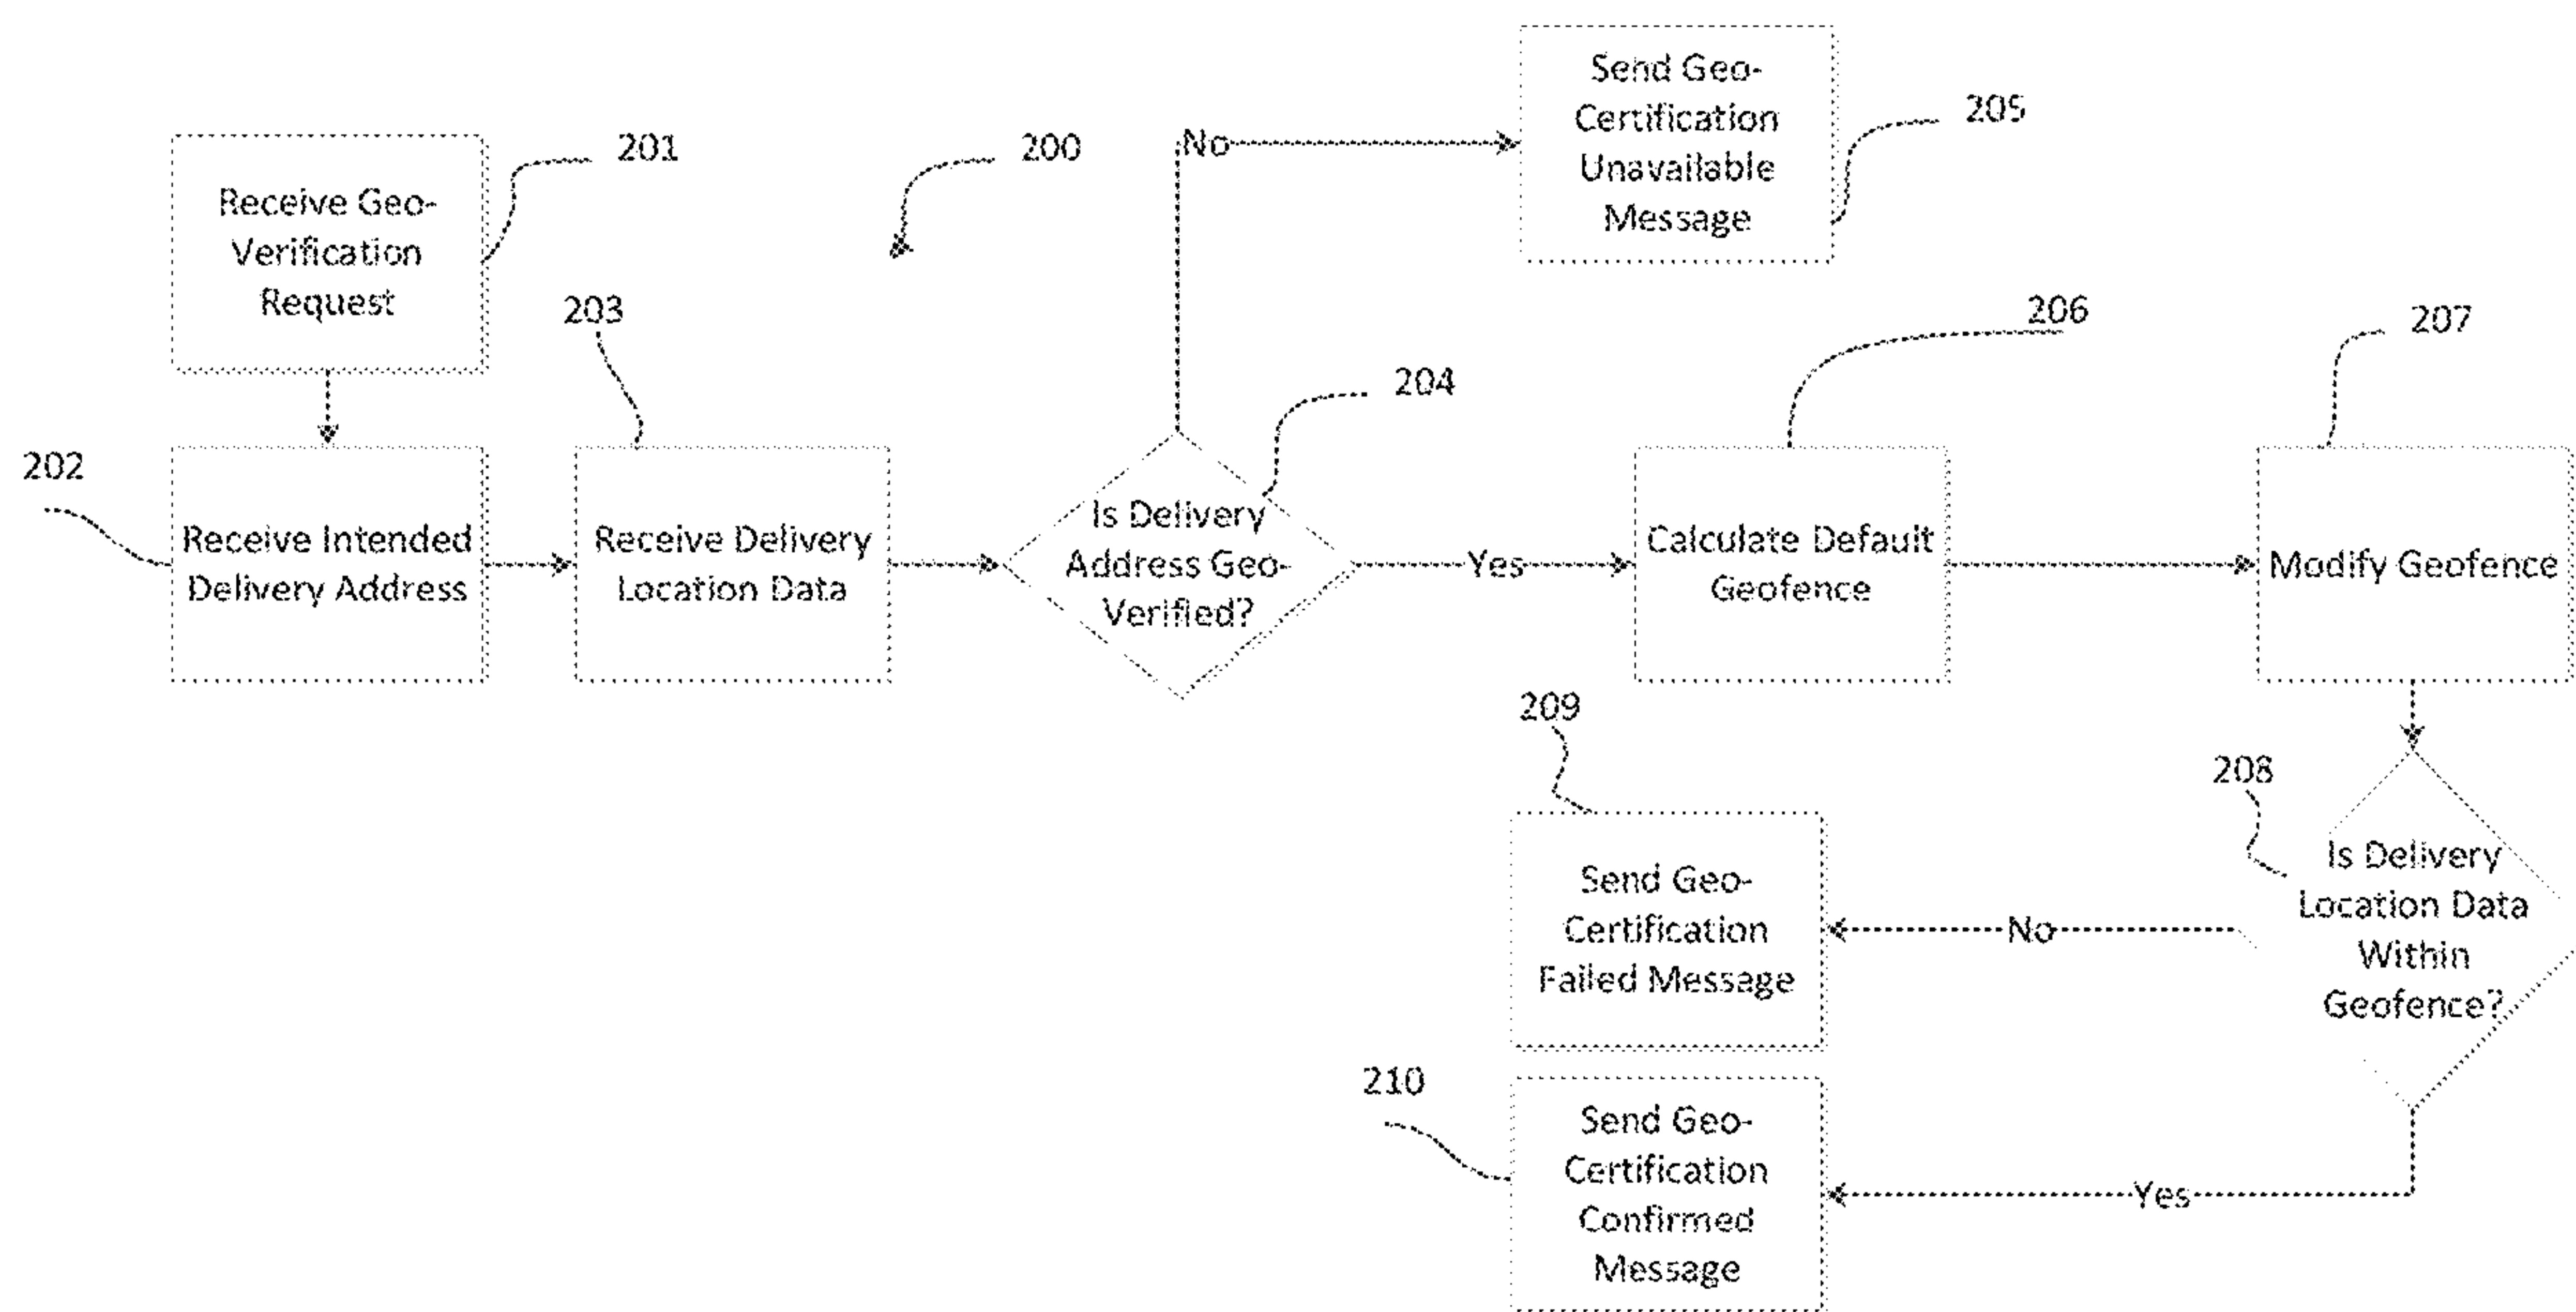 Receive Geo-
Verification
Request
201
200
No
Send Geo-
Certification
Unavailable
Message
205
202
Receive Intended
Delivery Address
203
Receive Delivery
Location Data
204
Is Delivery
Address Geo-
Verified?
Yes
206
Calculate Default
Geofence
207
Modify Geofence
208
Is Delivery
Location Data
Within
Geofence?
No
209
Send Geo-
Certification
Failed Message
Yes
210
Send Geo-
Certification
Confirmed
Message